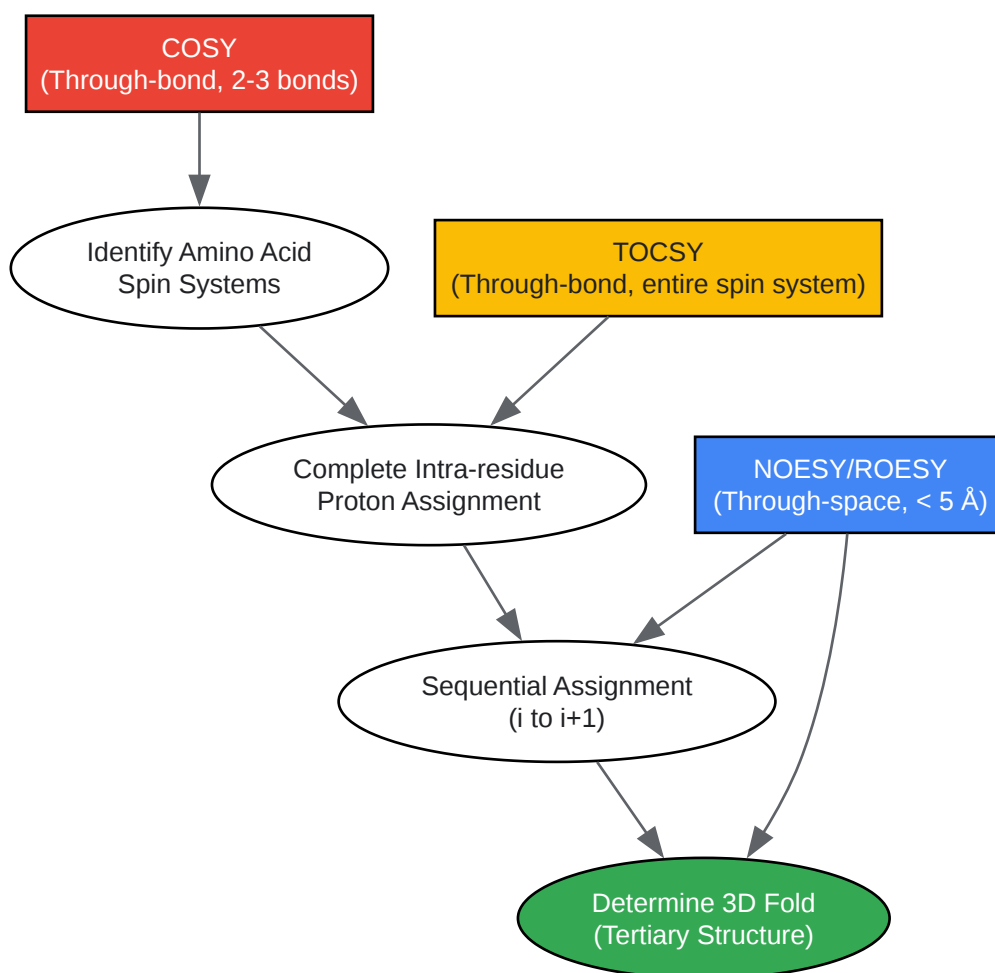 COSY
(Through-bond, 2-3 bonds)
Identify Amino Acid
Spin Systems
TOCSY
(Through-bond, entire spin system)
Complete Intra-residue
Proton Assignment
NOESY/ROESY
(Through-space, < 5 Å)
Sequential Assignment
(i to i+1)
Determine 3D Fold
(Tertiary Structure)